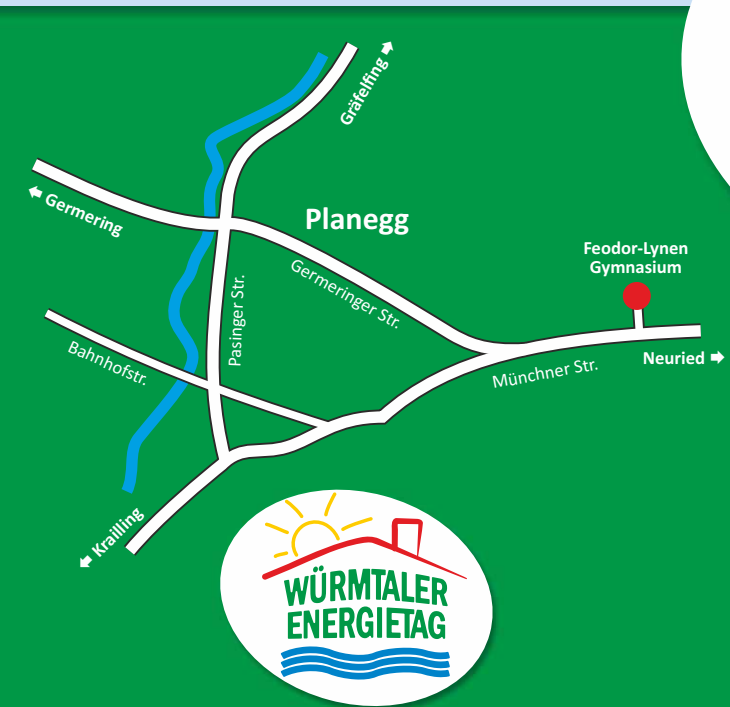 Gräfelfing
Germering
Planegg
Feodor-Lynen
Gymnasium
Germeringer Str.
Pasinger Str.
Bahnhofstr.
Münchner Str.
Neuried
Krailling
WÜRMTALER
ENERGIETAG